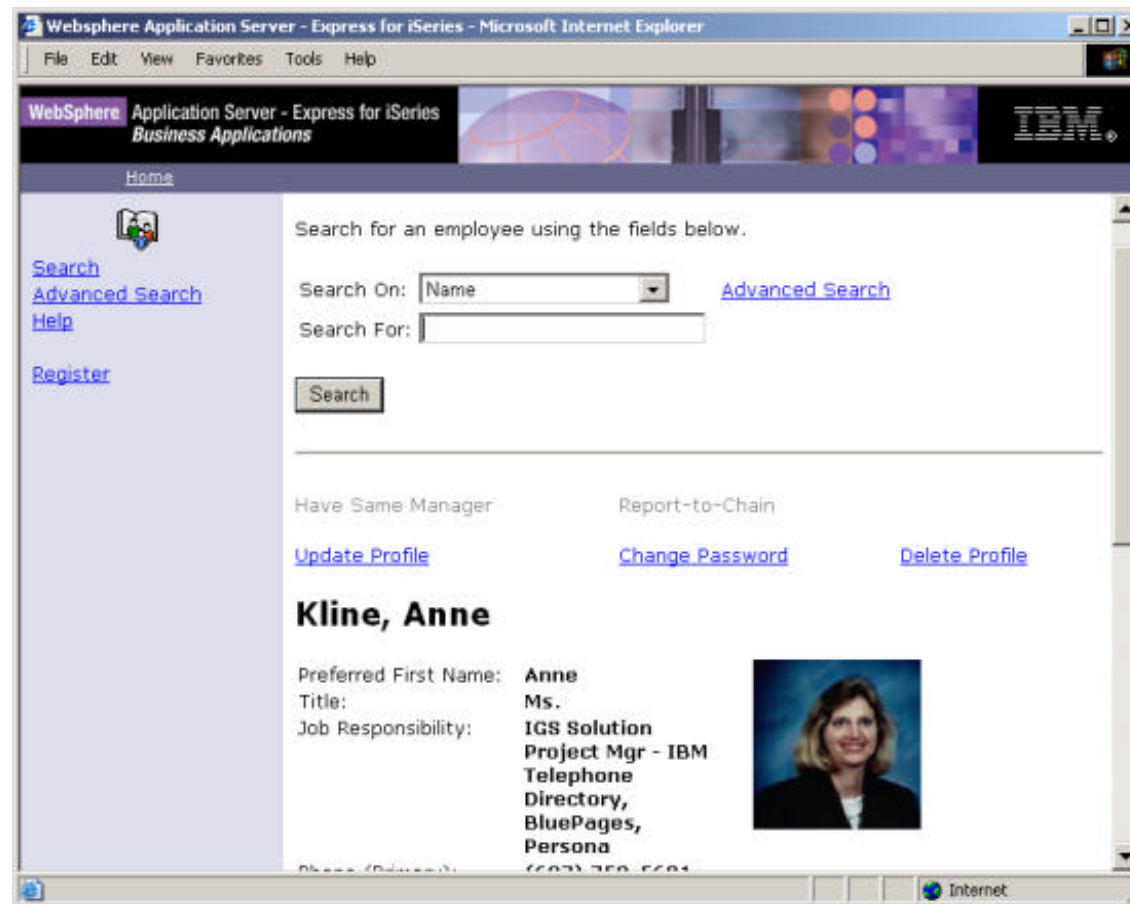 Websphere Application Server - Express for iSeries - Microsoft Internet Explorer
File Edit View Favorites Tools Help
WebSphere Application Server - Express for iSeries
Business Applications
IBM
Home
Search
Advanced Search
Help
Register
Search for an employee using the fields below.
Search On: Name Advanced Search
Search For:
Search
Have Same Manager Report-to-Chain
Update Profile Change Password Delete Profile
Kline, Anne
Preferred First Name: Anne
Title: Ms.
Job Responsibility: IGS Solution
Project Mgr - IBM
Telephone
Directory,
BluePages,
Persona
Phone (Primary):
Internet